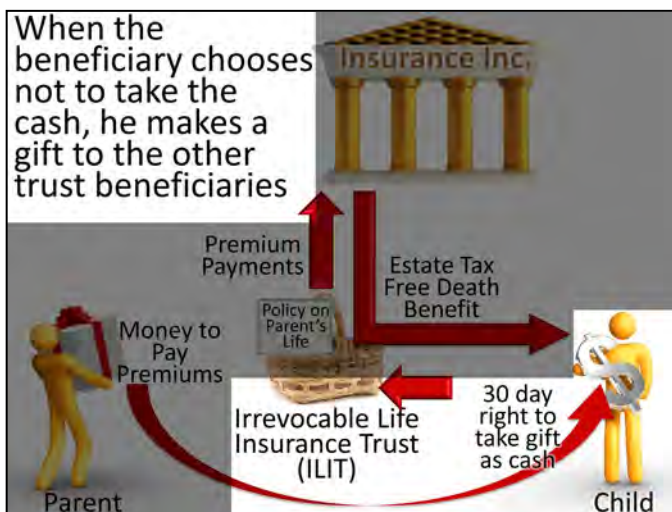 When the
beneficiary chooses
not to take the
cash, he makes a
gift to the other
trust beneficiaries
Insurance Inc.
Premium
Payments
Estate Tax
Free Death
Benefit
Policy on
Parent's
Life
Money to
Pay
Premiums
Irrevocable Life
Insurance Trust
(ILIT)
30 day
right to
take gift
as cash
$
Parent
Child